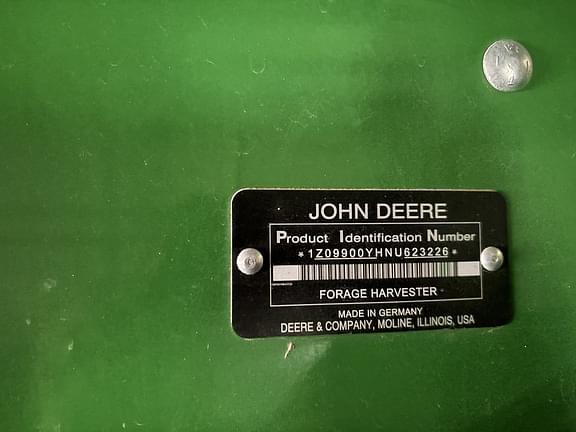 JOHN DEERE
Product Identification Number
*1Z09900YHNU623226*
FORAGE HARVESTER
MADE IN GERMANY
DEERE & COMPANY, MOLINE, ILLINOIS, USA